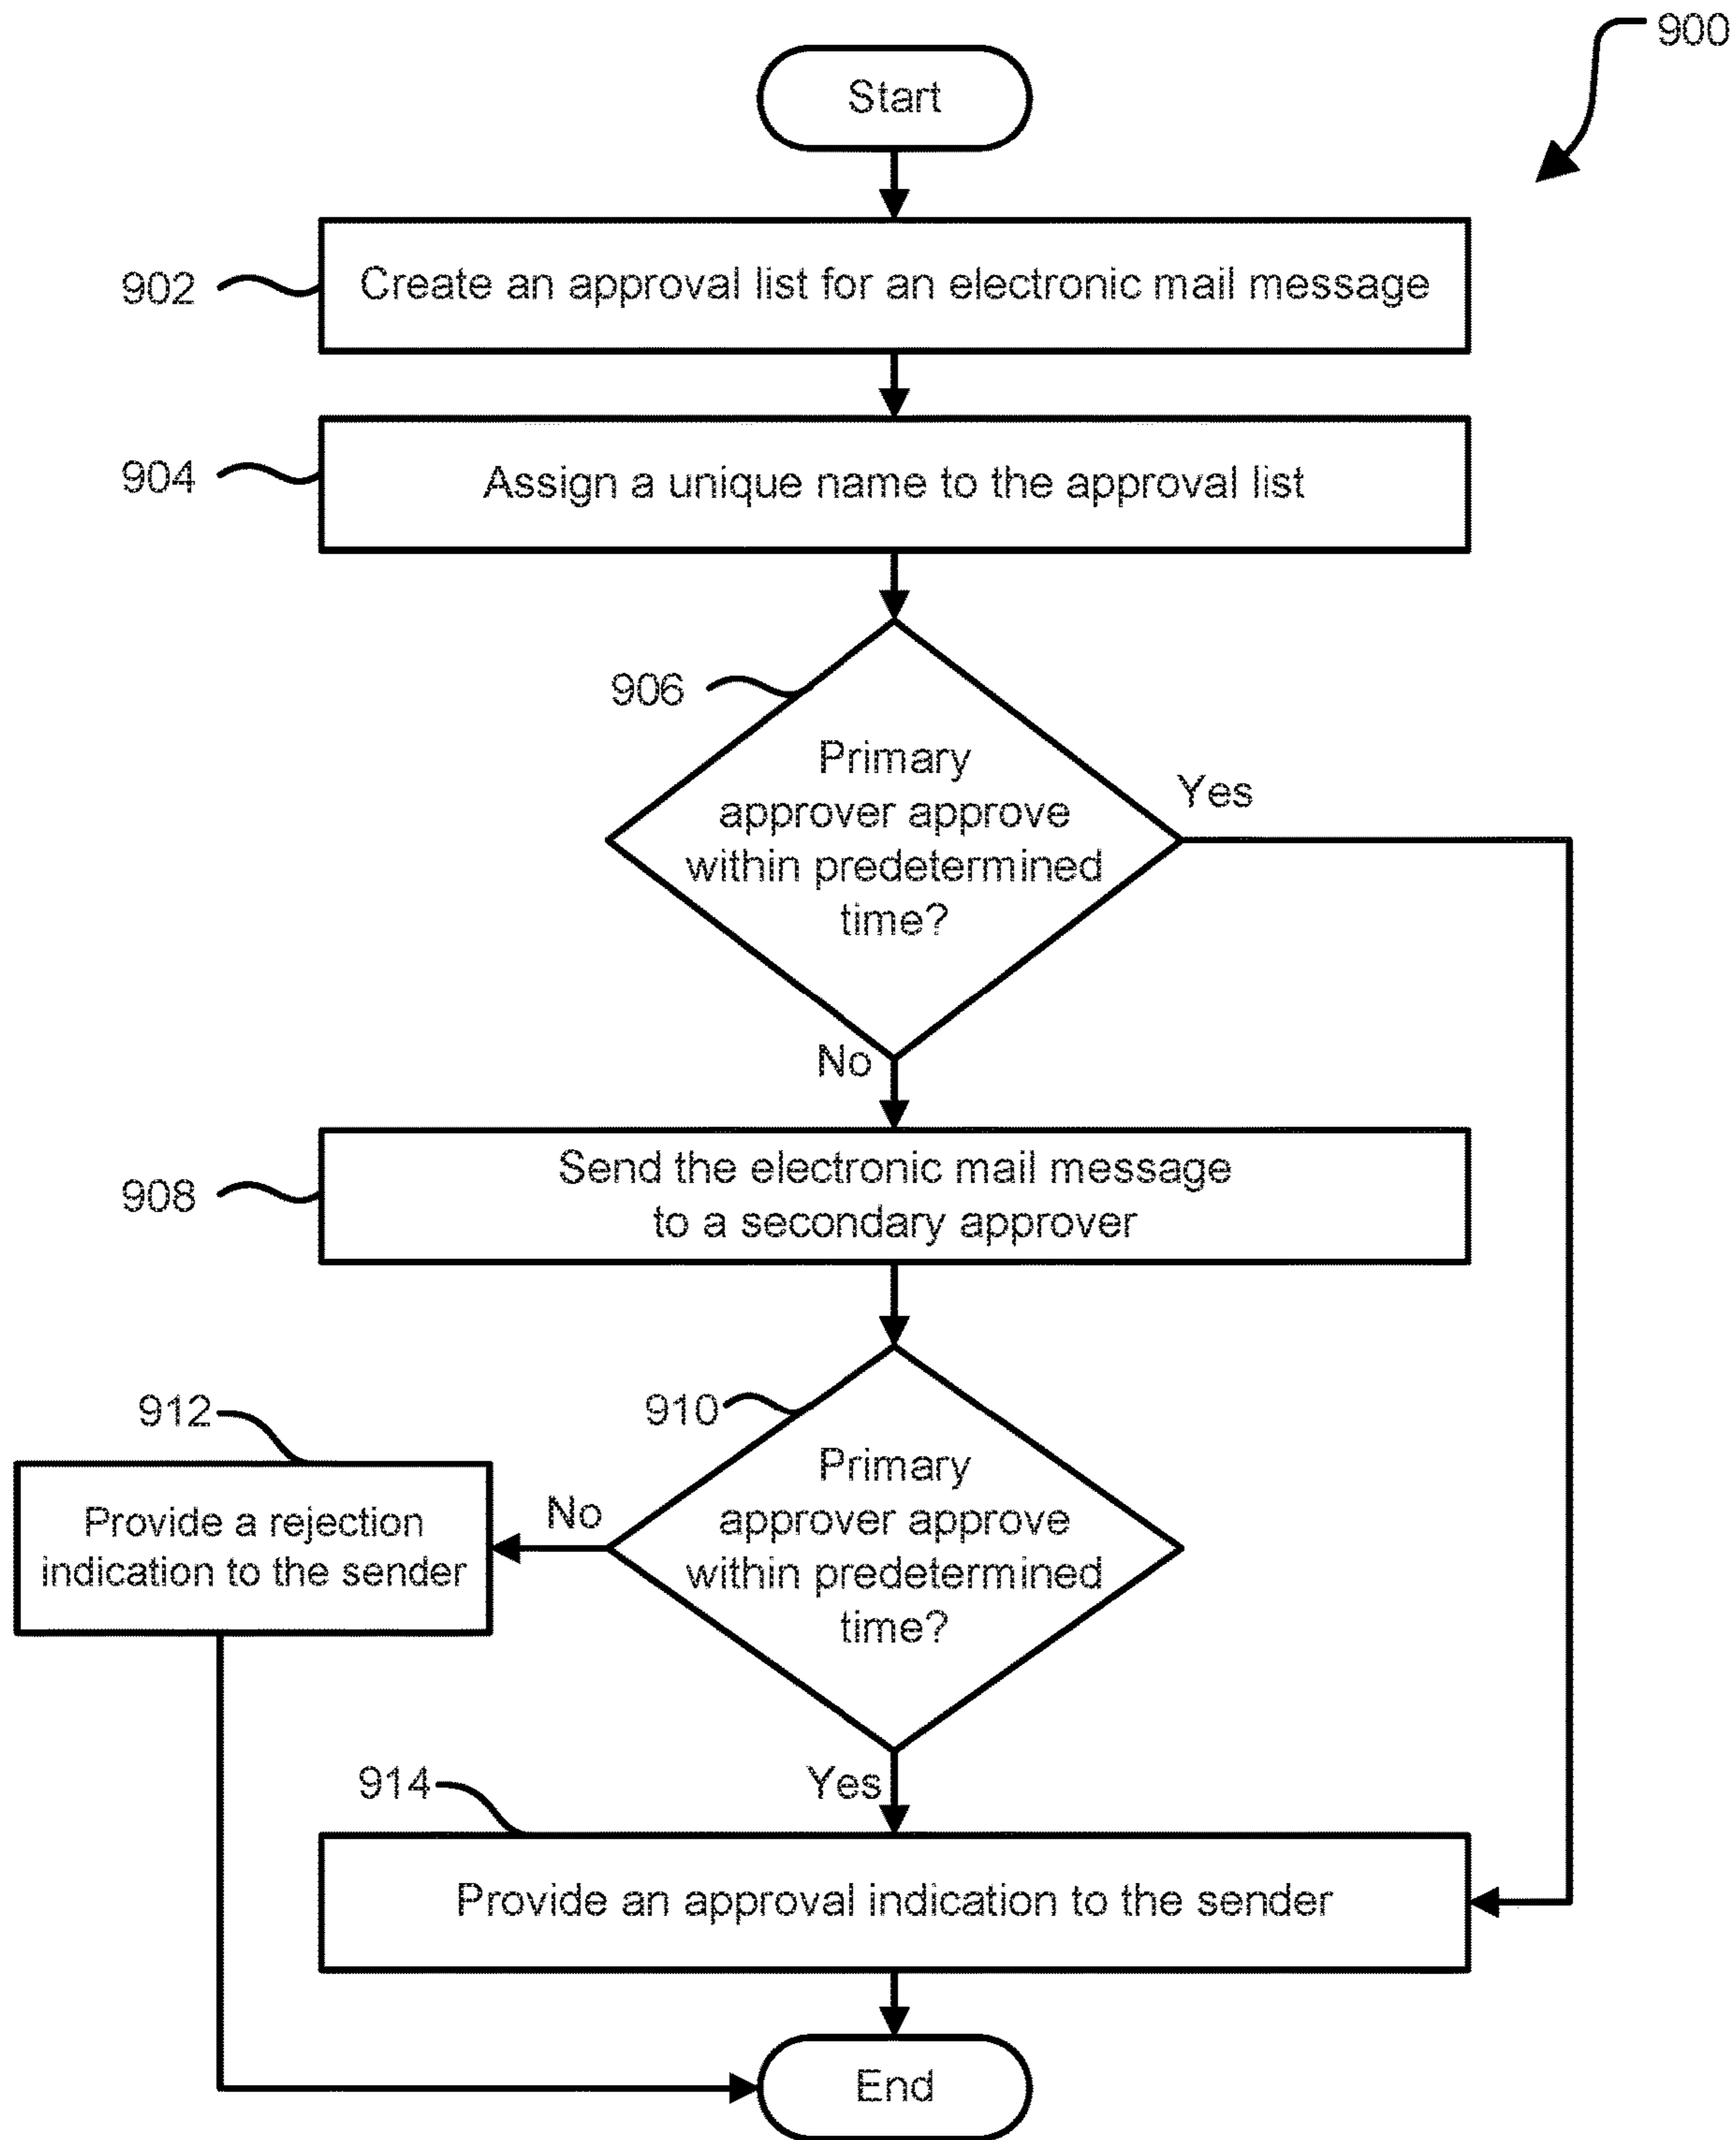 900
Start
902
Create an approval list for an electronic mail message
904
Assign a unique name to the approval list
906
Primary
approver approve
within predetermined
time?
Yes
No
908
Send the electronic mail message
to a secondary approver
910
Primary
approver approve
within predetermined
time?
912
No
Provide a rejection
indication to the sender
Yes
914
Provide an approval indication to the sender
End